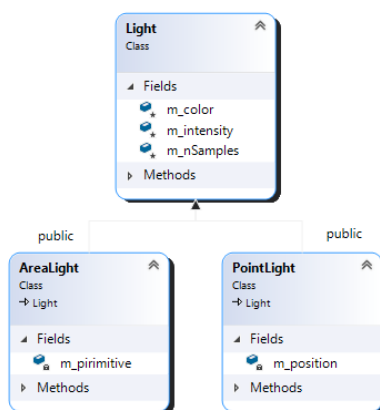 Light
Class
Fields
m_color
m_intensity
m_nSamples
Methods
public
public
AreaLight
Class
Light
Fields
m_pirimitive
Methods
PointLight
Class
Light
Fields
m_position
Methods